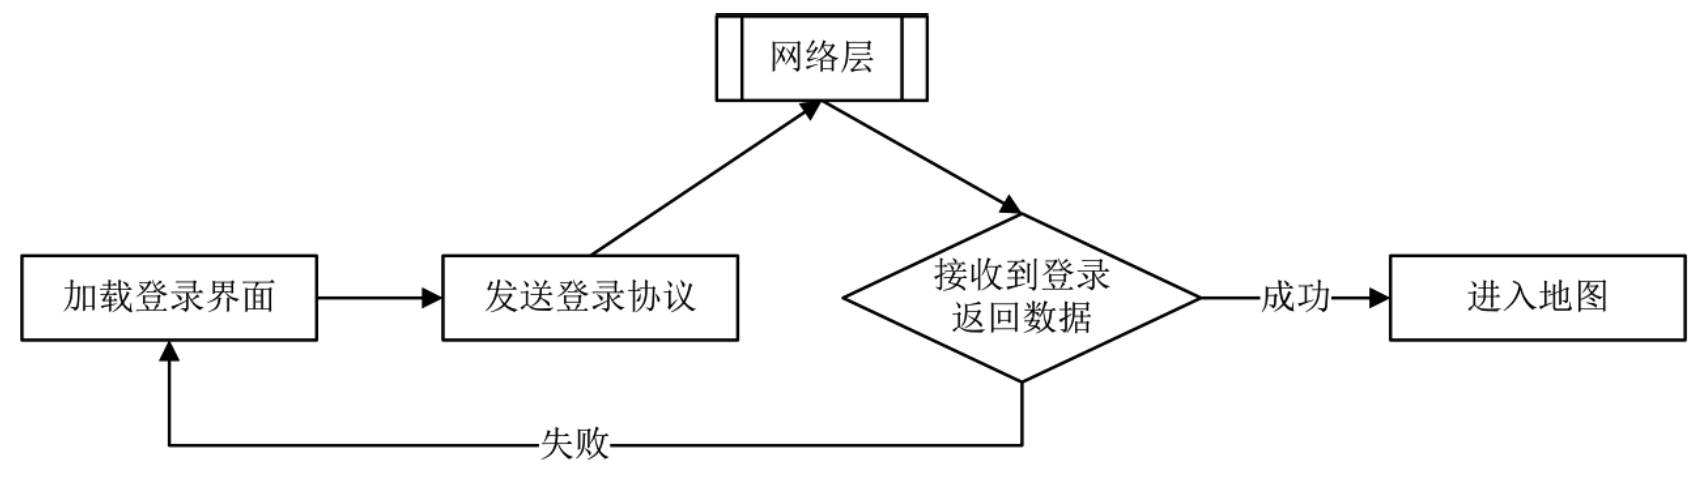 网络层
加载登录界面
发送登录协议
接收到登录
返回数据
成功
进入地图
失败